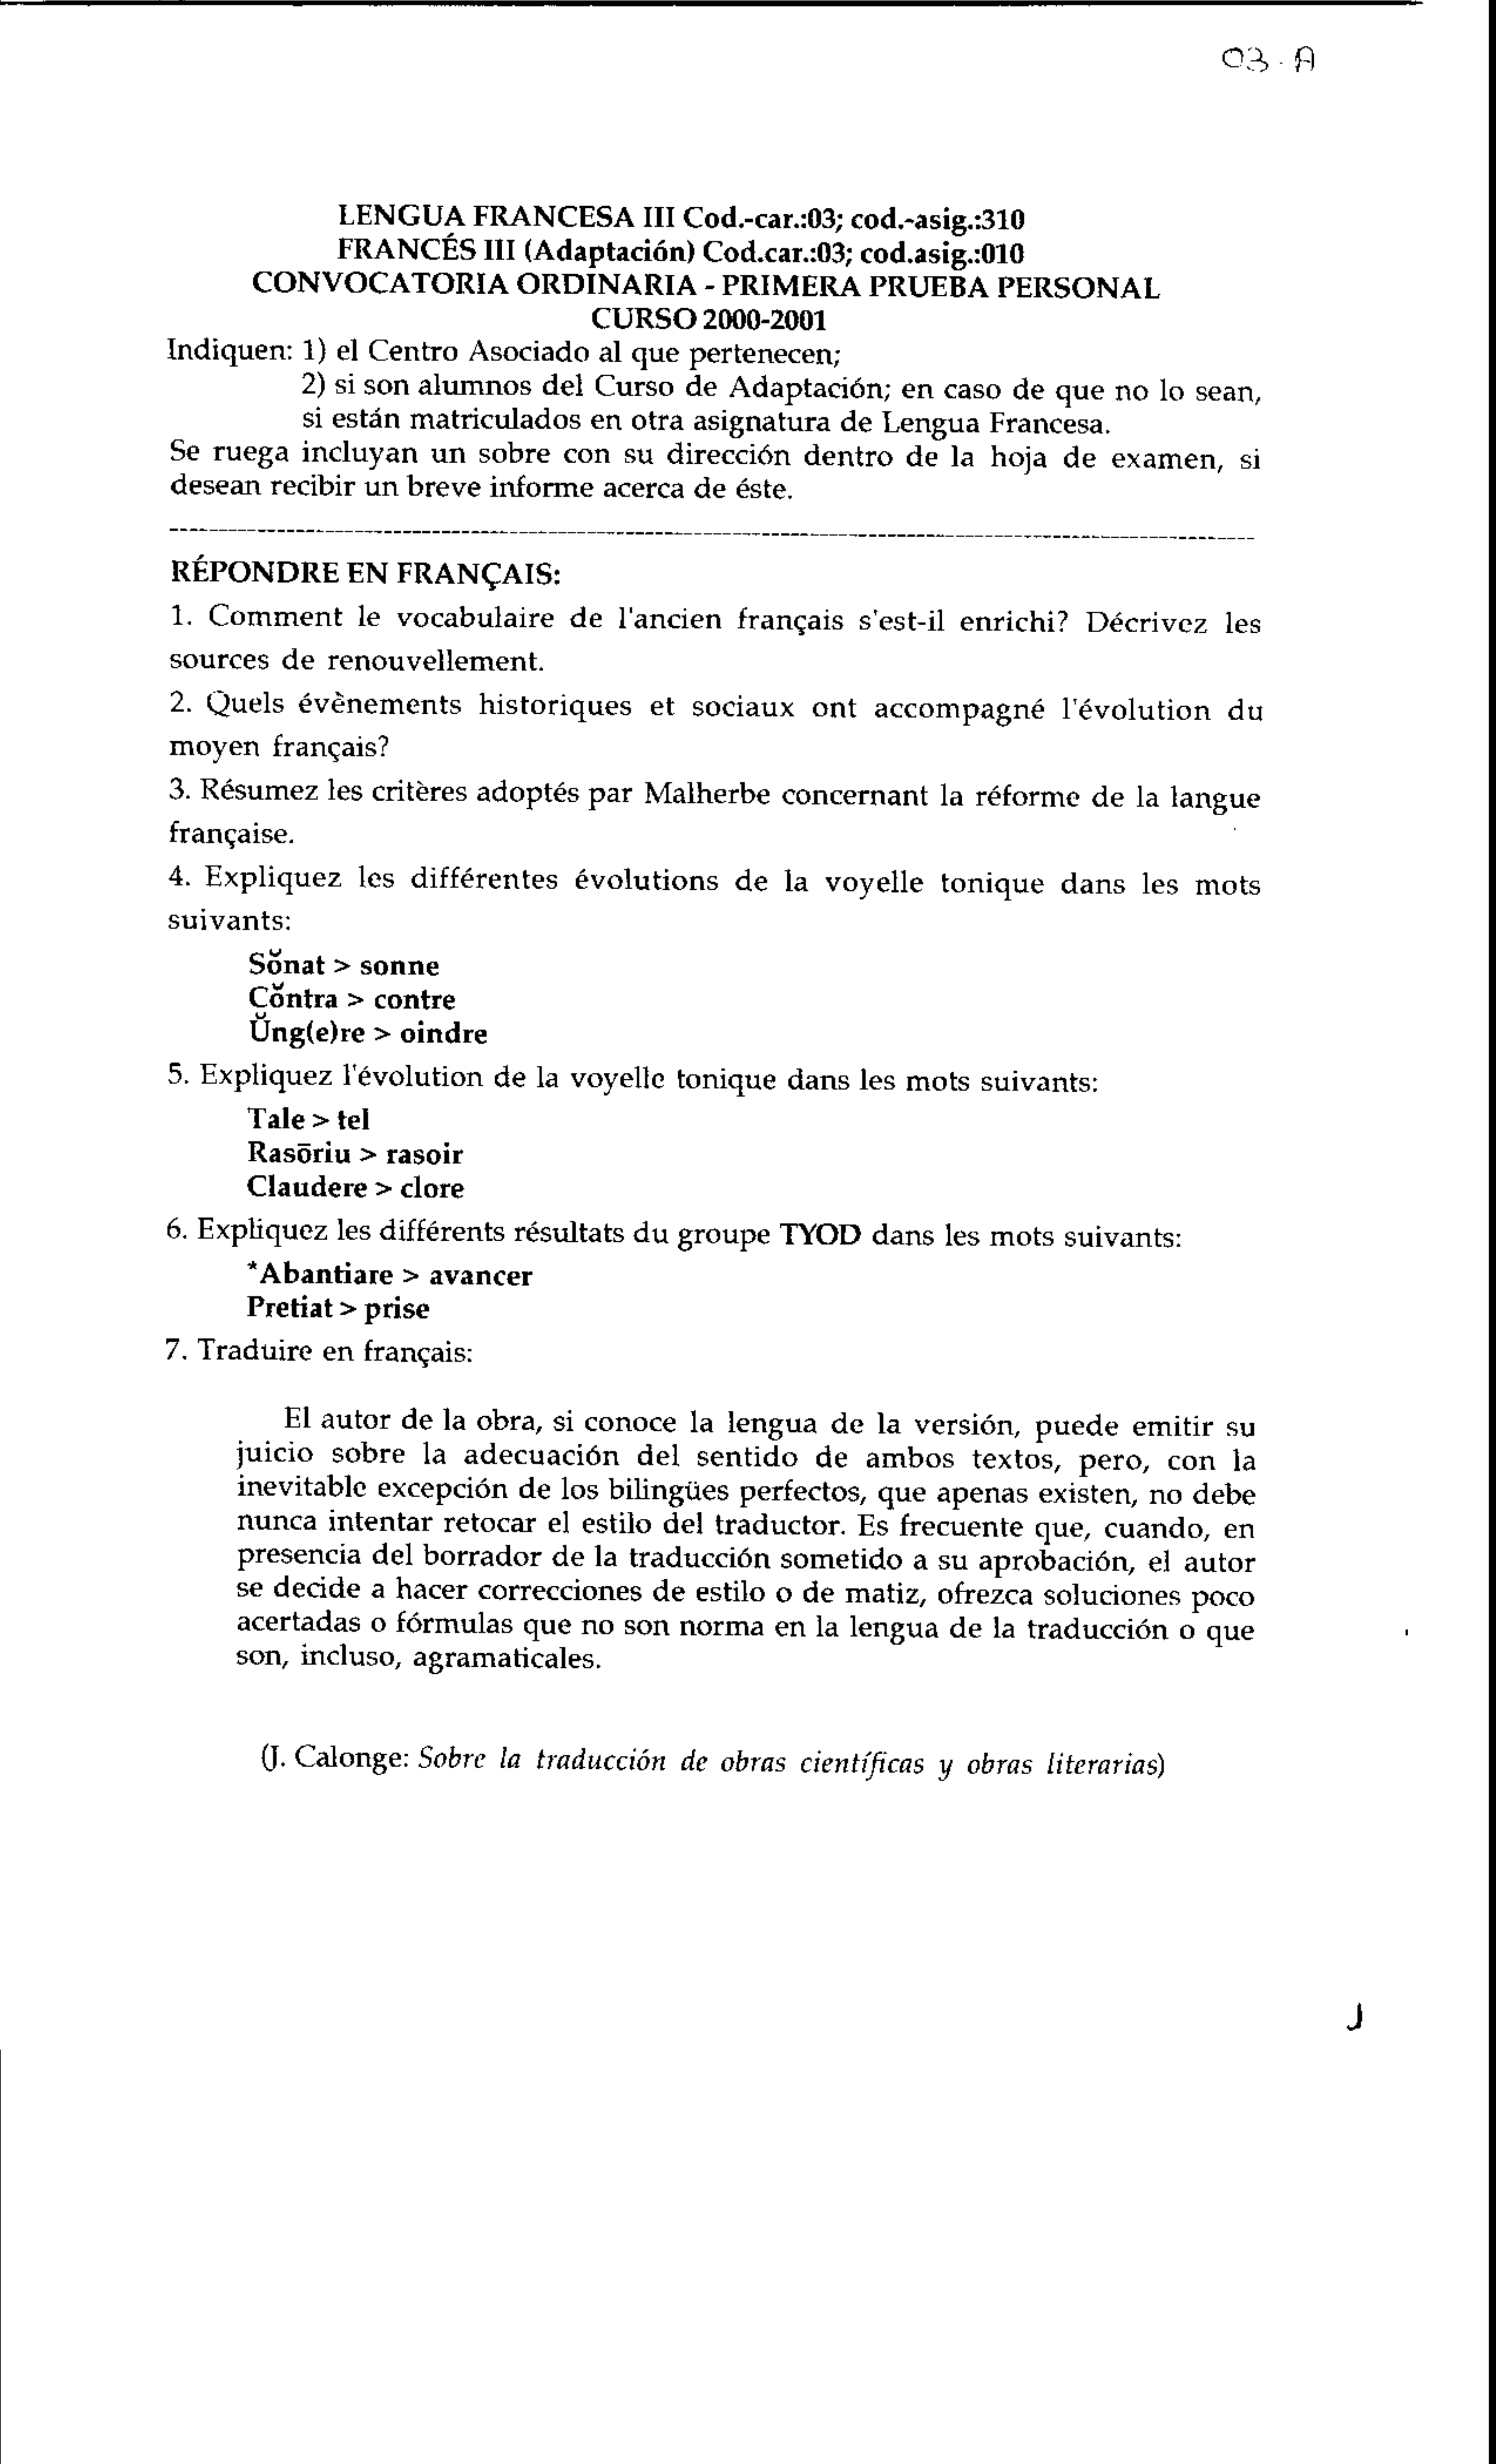 03.A
LENGUA FRANCESA III Cod.-car.:03; cod.-asig.:310
FRANCÉS III (Adaptación) Cod.car.:03; cod.asig.:010
CONVOCATORIA ORDINARIA - PRIMERA PRUEBA PERSONAL
CURSO 2000-2001
Indiquen: 1) el Centro Asociado al que pertenecen;
2) si son alumnos del Curso de Adaptación; en caso de que no lo sean,
si están matriculados en otra asignatura de Lengua Francesa.
Se ruega incluyan un sobre con su dirección dentro de la hoja de examen, si
desean recibir un breve informe acerca de éste.
RÉPONDRE EN FRANÇAIS:
1. Comment le vocabulaire de l'ancien français s'est-il enrichi? Décrivez les
sources de renouvellement.
2. Quels évènements historiques et sociaux ont accompagné l'évolution du
moyen français?
3. Résumez les critères adoptés par Malherbe concernant la réforme de la langue
française.
4. Expliquez les différentes évolutions de la voyelle tonique dans les mots
suivants:
Sŏnat > sonne
Cŏntra > contre
Ŭng(e)re > oindre
5. Expliquez l'évolution de la voyelle tonique dans les mots suivants:
Tale > tel
Rasōriu > rasoir
Claudere > clore
6. Expliquez les différents résultats du groupe TYOD dans les mots suivants:
*Abantiare > avancer
Pretiat > prise
7. Traduire en français:
El autor de la obra, si conoce la lengua de la versión, puede emitir su
juicio sobre la adecuación del sentido de ambos textos, pero, con la
inevitable excepción de los bilingües perfectos, que apenas existen, no debe
nunca intentar retocar el estilo del traductor. Es frecuente que, cuando, en
presencia del borrador de la traducción sometido a su aprobación, el autor
se decide a hacer correcciones de estilo o de matiz, ofrezca soluciones poco
acertadas o fórmulas que no son norma en la lengua de la traducción o que
son, incluso, agramaticales.
(J. Calonge: Sobre la traducción de obras científicas y obras literarias)